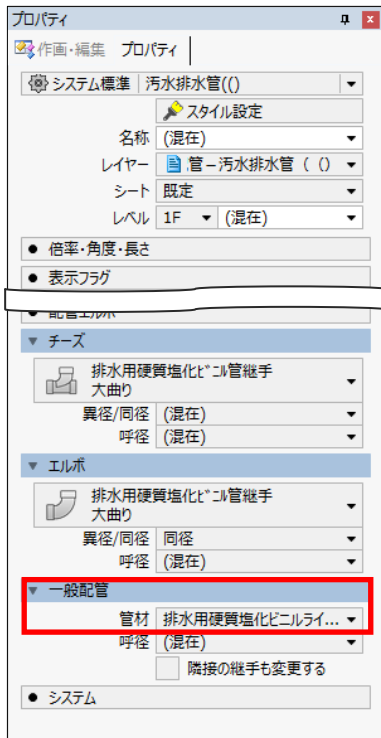 プロパティ
作画・編集 プロパティ
システム標準 汚水排水管(()
スタイル設定
名称 (混在)
レイヤー 管－汚水排水管 ( ()
シート 既定
レベル 1F (混在)
倍率・角度・長さ
表示フラグ
チーズ
排水用硬質塩化ﾋﾞﾆﾙ管継手
大曲り
異径/同径 (混在)
呼径 (混在)
エルボ
排水用硬質塩化ﾋﾞﾆﾙ管継手
大曲り
異径/同径 同径
呼径 (混在)
一般配管
管材 排水用硬質塩化ビニルライ...
呼径 (混在)
隣接の継手も変更する
システム